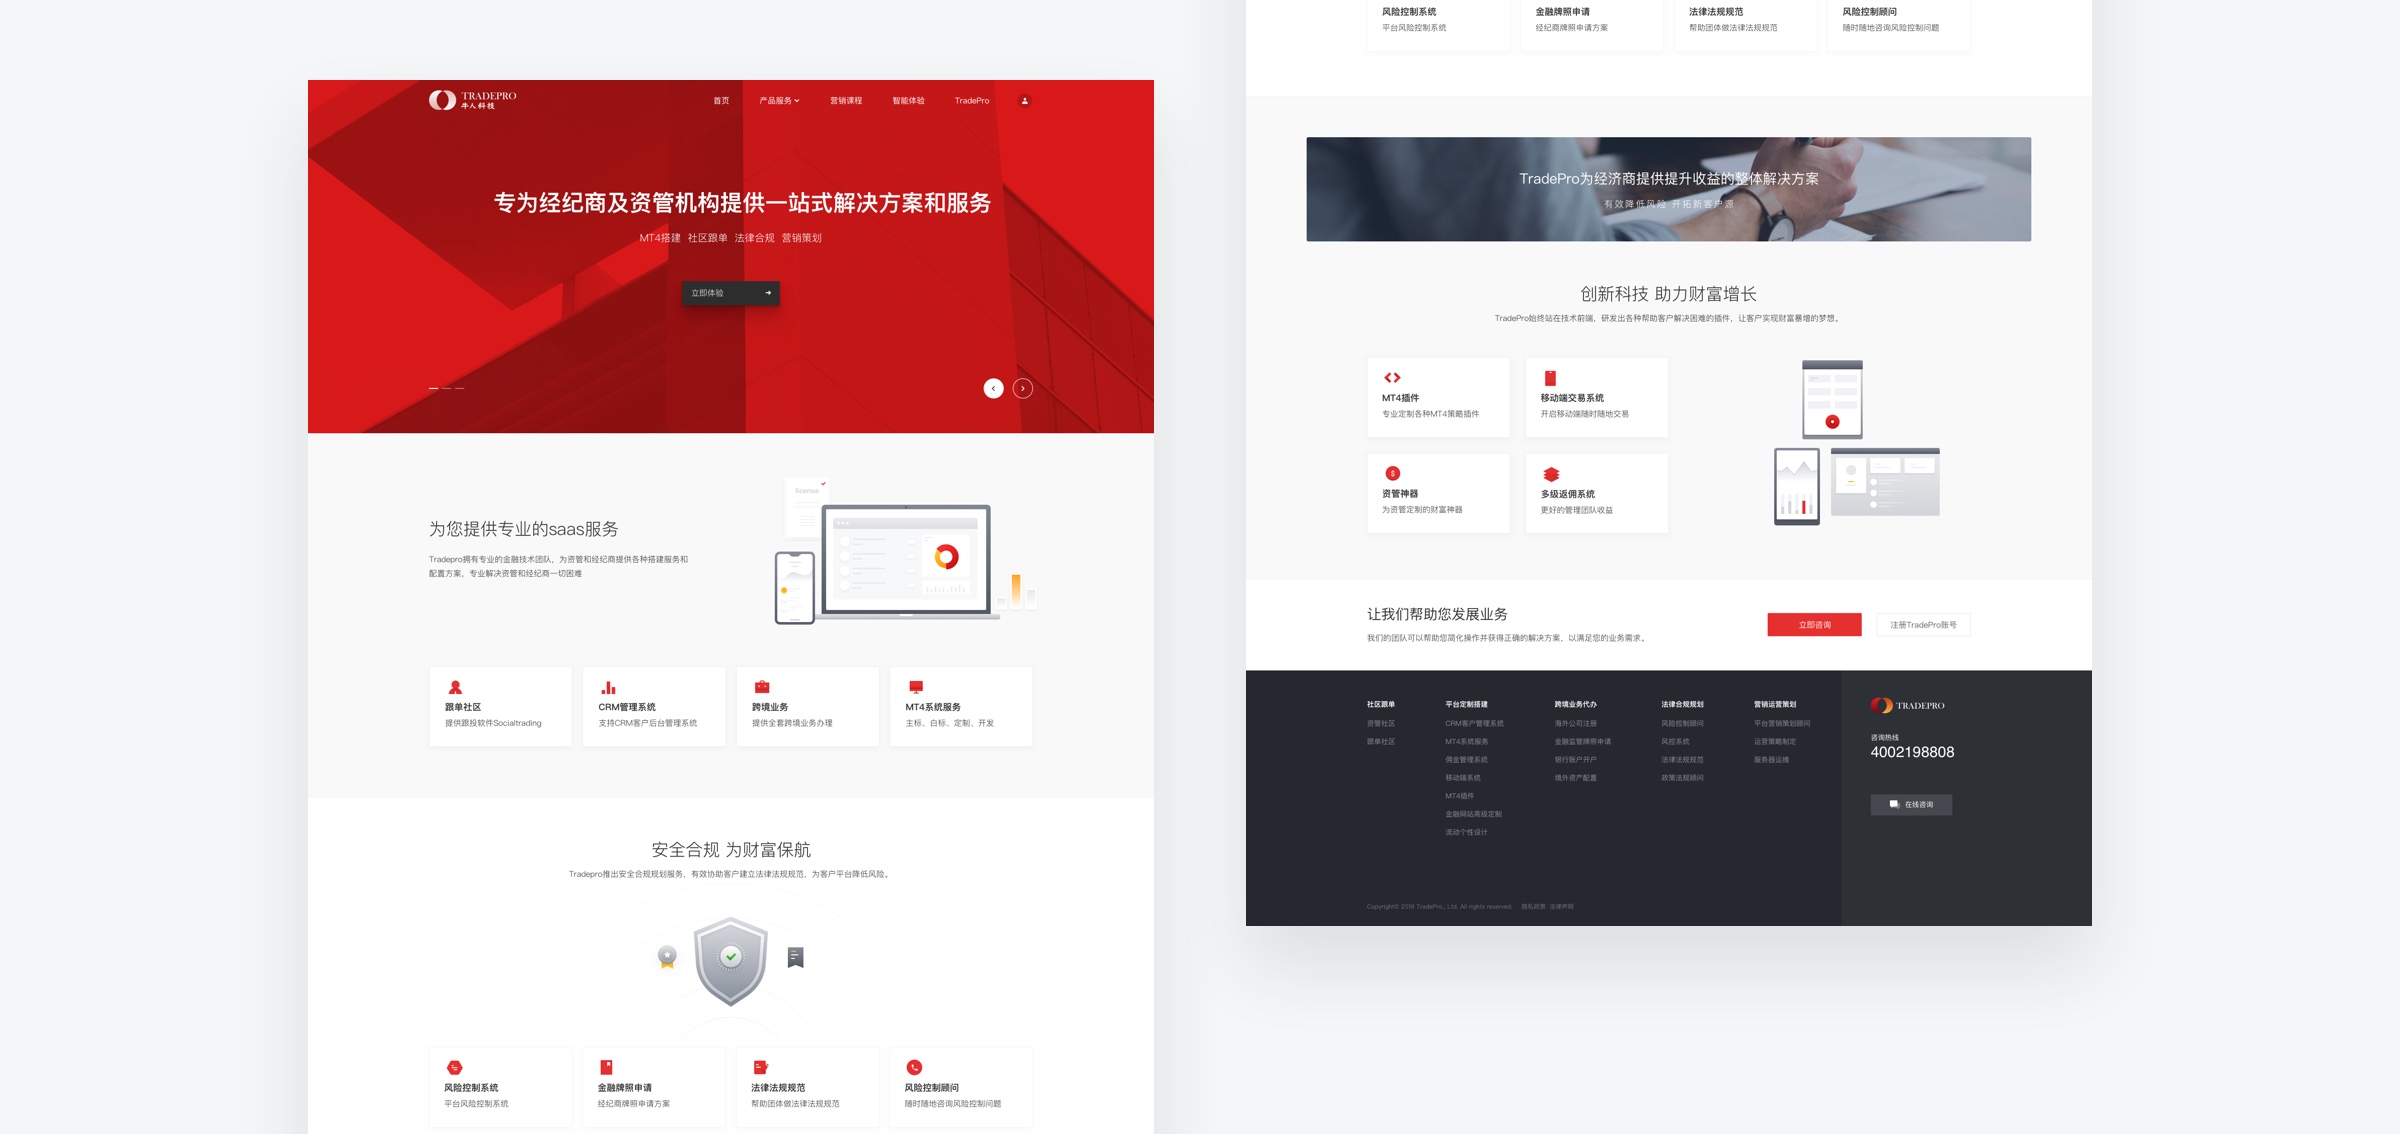 TRADEPRO
牛人科技
首页
产品服务
营销课程
智能体验
TradePro
专为经纪商及资管机构提供一站式解决方案和服务
MT4搭建 社区跟单 法律合规 营销策划
立即体验
为您提供专业的saas服务
Tradepro拥有专业的金融技术团队，为资管和经纪商提供各种搭建服务和
配置方案，专业解决资管和经纪商一切困难
license
跟单社区
提供跟投软件Socialtrading
CRM管理系统
支持CRM客户后台管理系统
跨境业务
提供全套跨境业务办理
MT4系统服务
主标、白标、定制、开发
安全合规 为财富保航
Tradepro推出安全合规规划服务，有效协助客户建立法律法规规范，为客户平台降低风险。
风险控制系统
平台风险控制系统
金融牌照申请
经纪商牌照申请方案
法律法规规范
帮助团体做法律法规规范
风险控制顾问
随时随地咨询风险控制问题
风险控制系统
平台风险控制系统
金融牌照申请
经纪商牌照申请方案
法律法规规范
帮助团体做法律法规规范
风险控制顾问
随时随地咨询风险控制问题
TradePro为经济商提供提升收益的整体解决方案
有效降低风险 开拓新客户源
创新科技 助力财富增长
TradePro始终站在技术前端，研发出各种帮助客户解决困难的插件，让客户实现财富暴增的梦想。
MT4插件
专业定制各种MT4策略插件
移动端交易系统
开启移动端随时随地交易
资管神器
为资管定制的财富神器
多级返佣系统
更好的管理团队收益
让我们帮助您发展业务
我们的团队可以帮助您简化操作并获得正确的解决方案，以满足您的业务需求。
立即咨询
注册TradePro账号
社区跟单
资管社区
跟单社区
平台定制搭建
CRM客户管理系统
MT4系统服务
佣金管理系统
移动端系统
MT4插件
金融网站高级定制
流动个性设计
跨境业务代办
海外公司注册
金融监管牌照申请
银行账户开户
境外资产配置
法律合规规划
风险控制顾问
风控系统
法律法规规范
政策法规顾问
营销运营策划
平台营销策划顾问
运营策略制定
服务器运维
TRADEPRO
咨询热线
4002198808
在线咨询
Copyright© 2018 TradePro., Ltd. All rights reserved. 隐私政策 法律声明